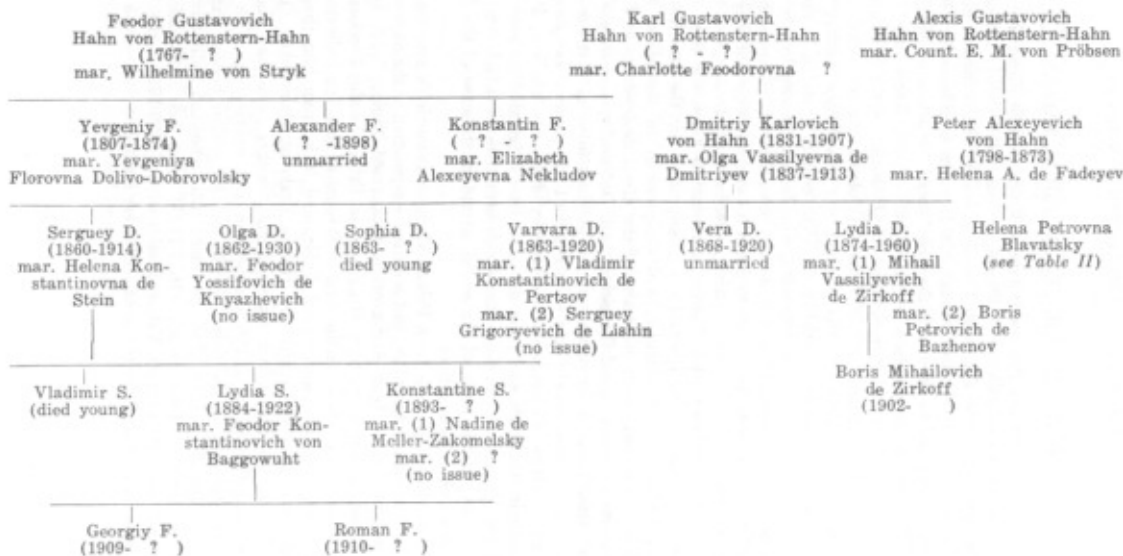 Feodor Gustavovich
Hahn von Rottenstern-Hahn
(1767- ? )
mar. Wilhelmine von Stryk
Karl Gustavovich
Hahn von Rottenstern-Hahn
( ? - ? )
mar. Charlotte Feodorovna ?
Alexis Gustavovich
Hahn von Rottenstern-Hahn
mar. Count. E. M. von Pröbsen
Yevgeniy F.
(1807-1874)
mar. Yevgeniya
Florovna Dolivo-Dobrovolsky
Alexander F.
( ? -1898)
unmarried
Konstantin F.
( ? - ? )
mar. Elizabeth
Alexeyevna Nekludov
Dmitriy Karlovich
von Hahn (1831-1907)
mar. Olga Vassilyevna de
Dmitriyev (1837-1913)
Peter Alexeyevich
von Hahn
(1798-1873)
mar. Helena A. de Fadeyev
Serguey D.
(1860-1914)
mar. Helena Kon-
stantinovna de
Stein
Olga D.
(1862-1930)
mar. Feodor
Yossifovich de
Knyazhevich
(no issue)
Sophia D.
(1863- ? )
died young
Varvara D.
(1863-1920)
mar. (1) Vladimir
Konstantinovich de
Pertsov
mar. (2) Serguey
Grigoryevich de Lishin
(no issue)
Vera D.
(1868-1920)
unmarried
Lydia D.
(1874-1960)
mar. (1) Mihail
Vassilyevich
de Zirkoff
mar. (2) Boris
Petrovich de
Bazhenov
Helena Petrovna
Blavatsky
(see Table II)
Vladimir S.
(died young)
Lydia S.
(1884-1922)
mar. Feodor Kon-
stantinovich von
Baggowuht
Konstantine S.
(1893- ? )
mar. (1) Nadine de
Meller-Zakomelsky
mar. (2) ?
(no issue)
Boris Mihailovich
de Zirkoff
(1902- )
Georgiy F.
(1909- ? )
Roman F.
(1910- ? )